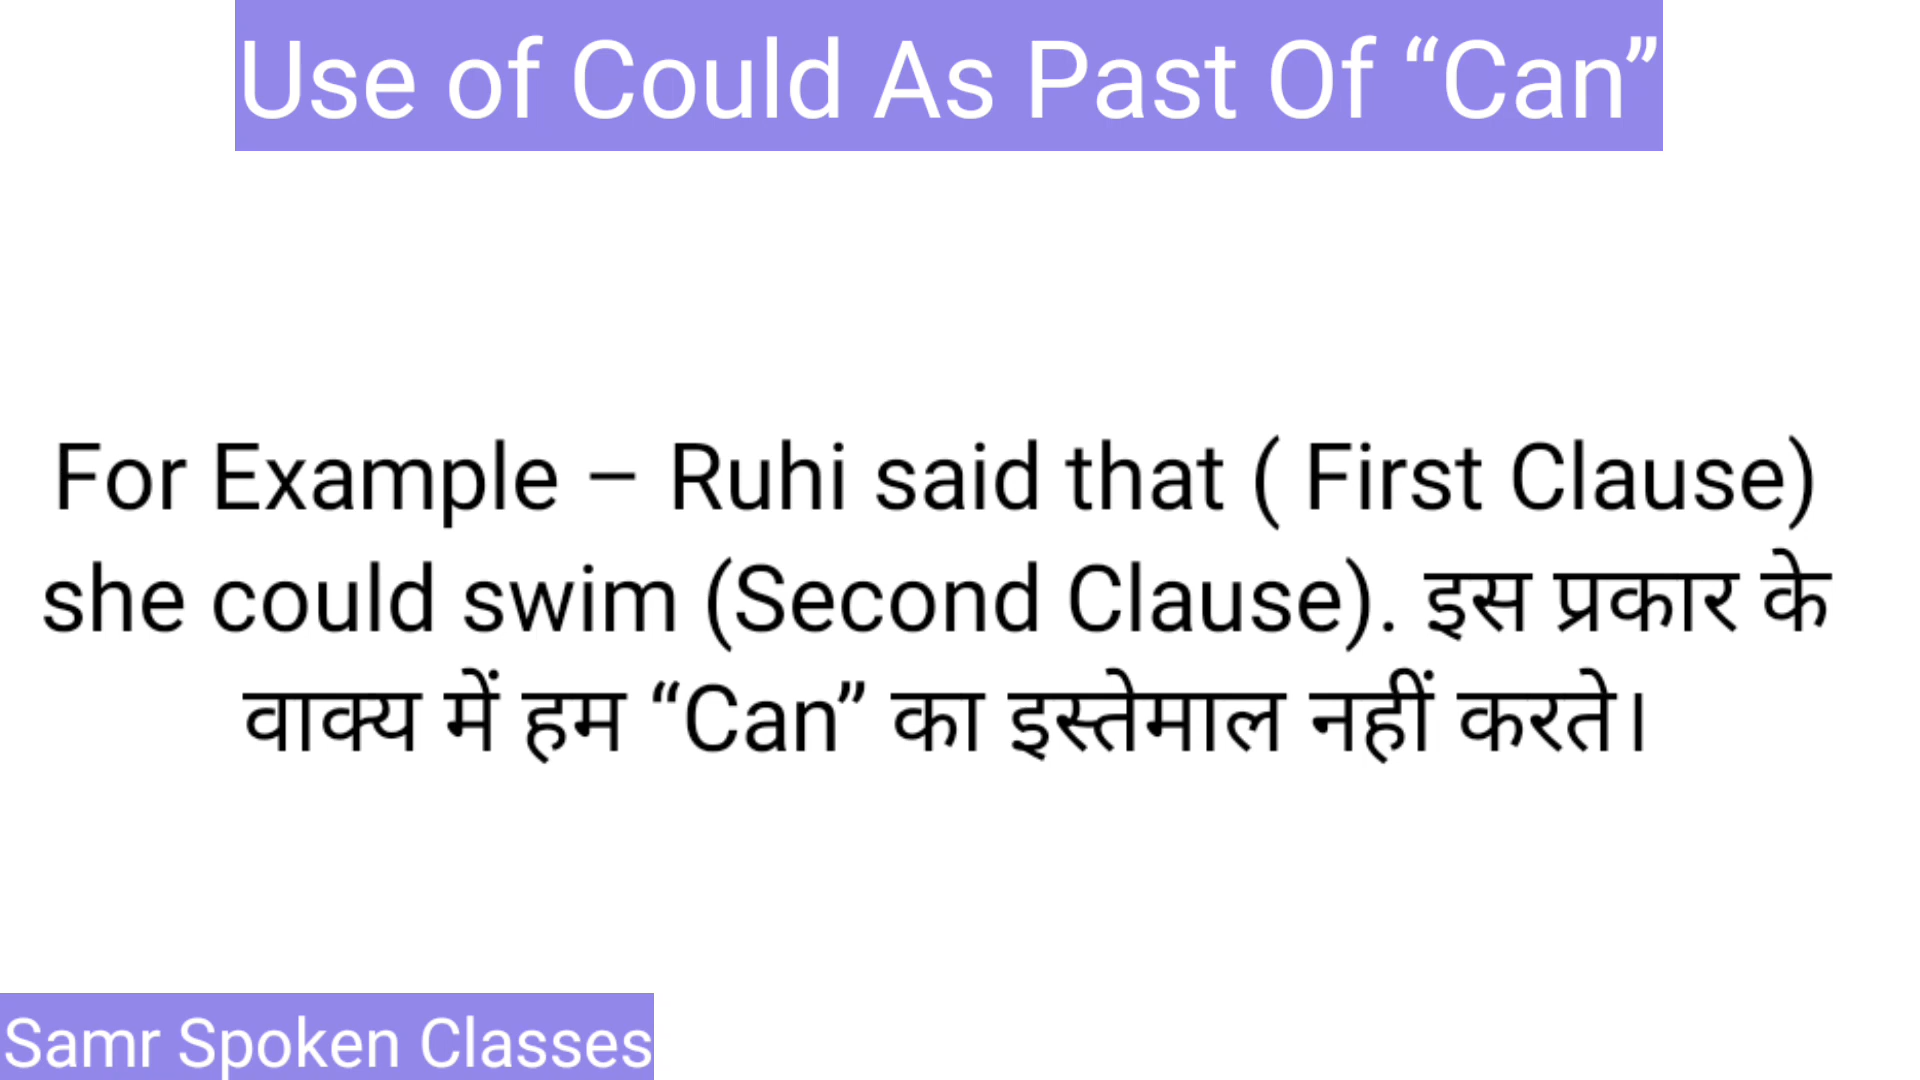 Use of Could As Past Of “Can”
For Example – Ruhi said that ( First Clause)
she could swim (Second Clause). इस प्रकार के
वाक्य में हम “Can” का इस्तेमाल नहीं करते।
Samr Spoken Classes